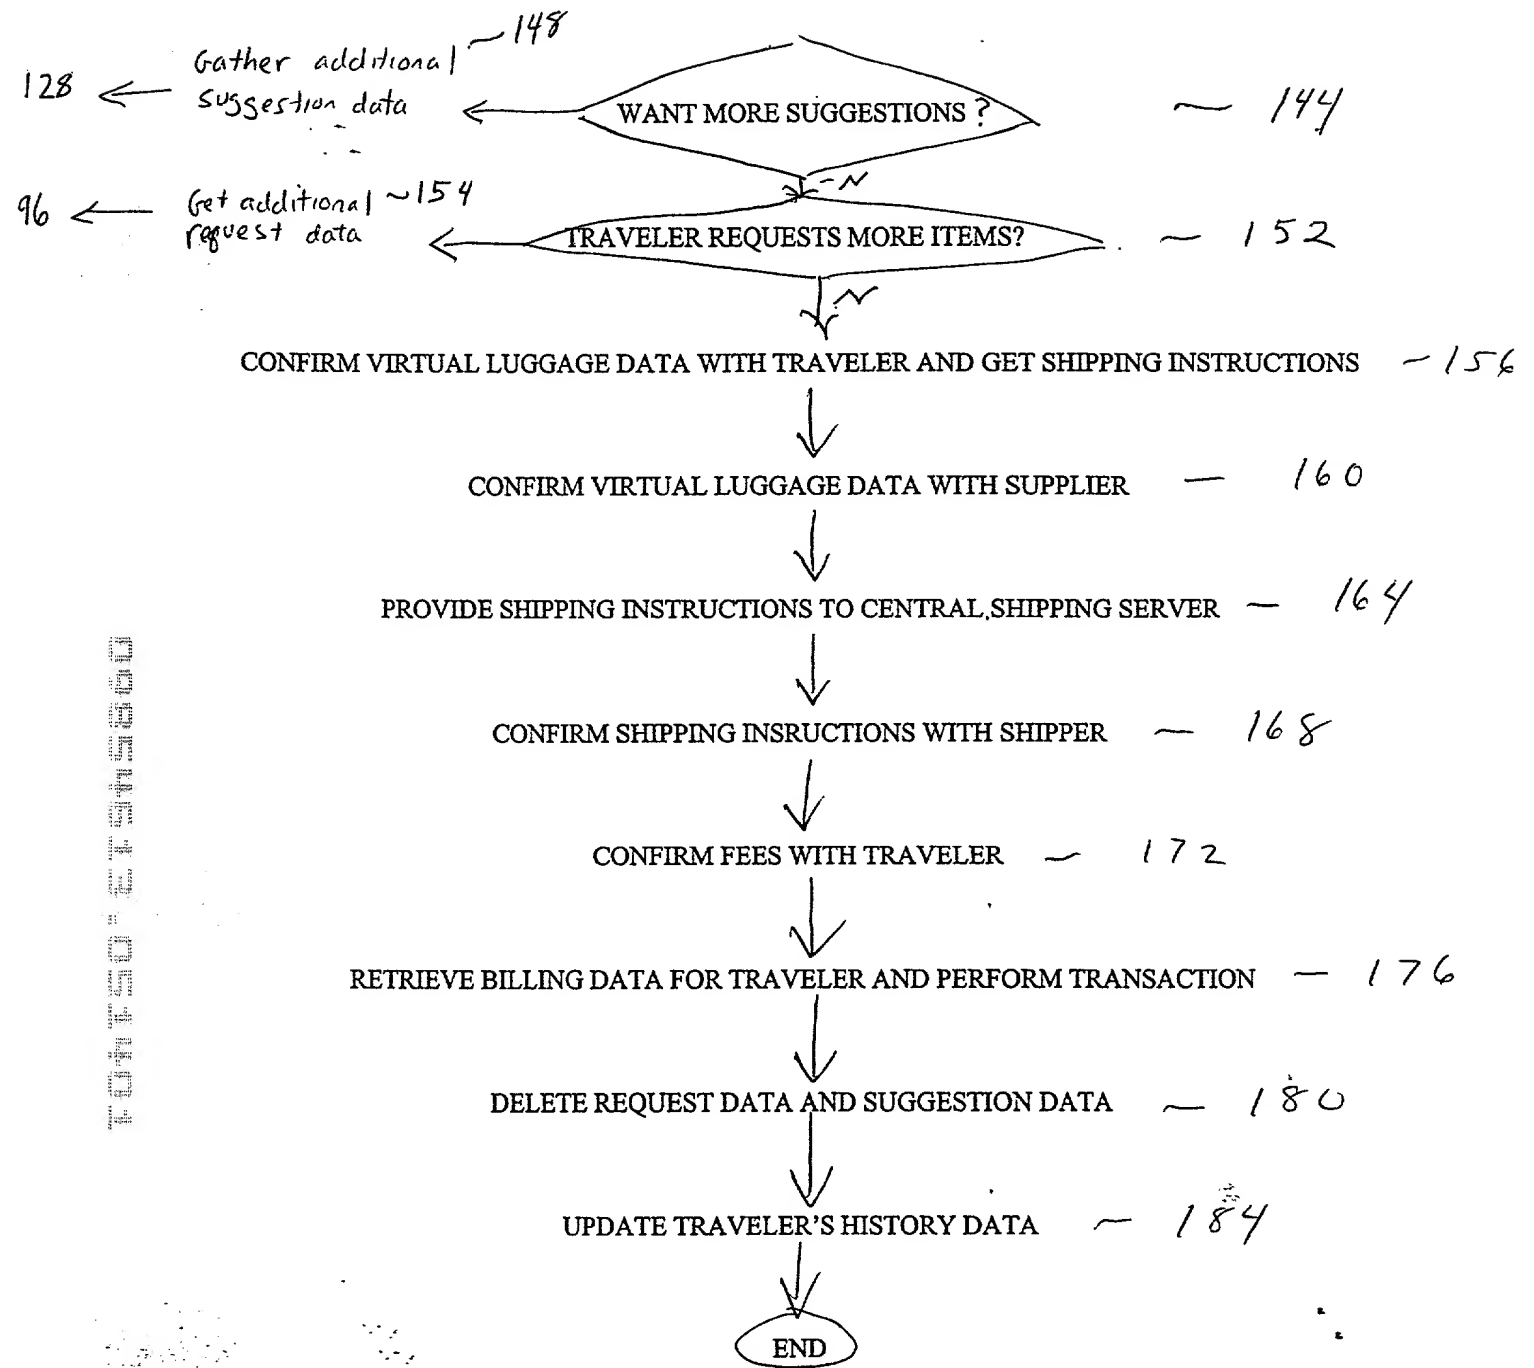 Gather additional ~148
128 ← suggestion data ← WANT MORE SUGGESTIONS ? ~ 144
-N
Get additional ~154
96 ← request data ← TRAVELER REQUESTS MORE ITEMS? ~ 152
N
CONFIRM VIRTUAL LUGGAGE DATA WITH TRAVELER AND GET SHIPPING INSTRUCTIONS ~156
CONFIRM VIRTUAL LUGGAGE DATA WITH SUPPLIER — 160
PROVIDE SHIPPING INSTRUCTIONS TO CENTRAL SHIPPING SERVER — 164
CONFIRM SHIPPING INSRUCTIONS WITH SHIPPER — 168
CONFIRM FEES WITH TRAVELER ~ 172
RETRIEVE BILLING DATA FOR TRAVELER AND PERFORM TRANSACTION — 176
DELETE REQUEST DATA AND SUGGESTION DATA ~ 180
UPDATE TRAVELER'S HISTORY DATA ~ 184
END